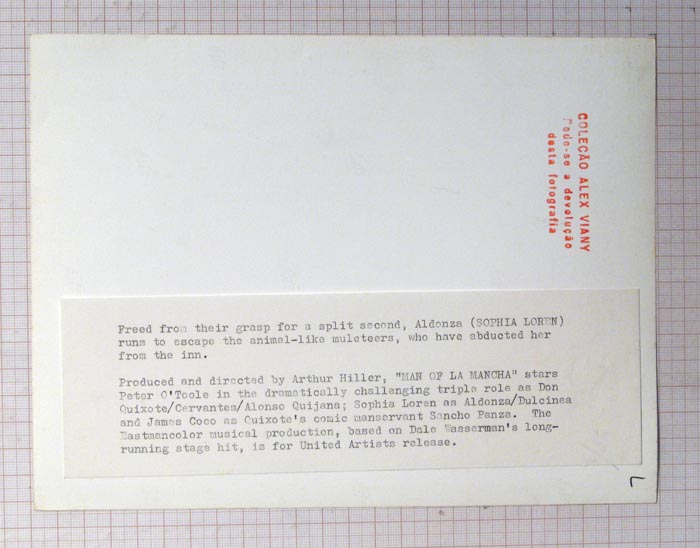 COLEÇÃO ALEX VIANY
Pede-se a devolução
desta fotografia
Freed from their grasp for a split second, Aldonza (SOPHIA LOREN)
runs to escape the animal-like muleteers, who have abducted her
from the inn.
Produced and directed by Arthur Hiller, "MAN OF LA MANCHA" stars
Peter O'Toole in the dramatically challenging triple role as Don
Quixote/Cervantes/Alonso Quijana; Sophia Loren as Aldonza/Dulcinea
and James Coco as Quixote's comic manservant Sancho Panza. The
Eastmancolor musical production, based on Dale Wasserman's long-
running stage hit, is for United Artists release.